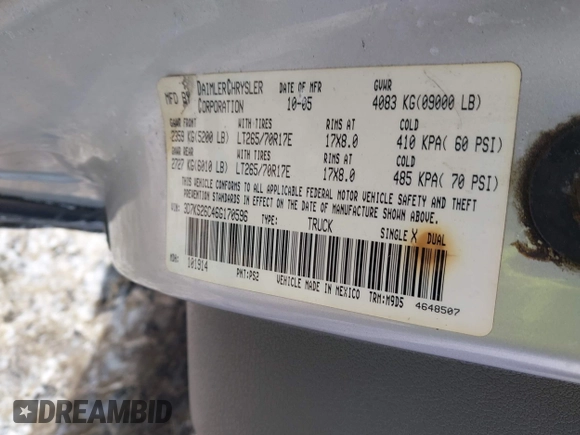 MFD BY DAIMLERCHRYSLER CORPORATION
DATE OF MFR 10-05
GVWR 4083 KG(09000 LB)
WITH TIRES RIMS AT COLD
2359 KG(5200 LB) LT265/70R17E 17X8.0 410 KPA( 60 PSI)
GAWR REAR WITH TIRES RIMS AT COLD
2727 KG(6010 LB) LT265/70R17E 17X8.0 485 KPA( 70 PSI)
THIS VEHICLE CONFORMS TO ALL APPLICABLE FEDERAL MOTOR VEHICLE SAFETY AND THEFT
PREVENTION STANDARDS IN EFFECT ON THE DATE OF MANUFACTURE SHOWN ABOVE.
VIN: 3D7KS26C46G170596 TYPE: TRUCK SINGLE X DUAL
MDH: 101914 PNT:PS2 VEHICLE MADE IN MEXICO TRM:M9D5 4648507
DREAMBID